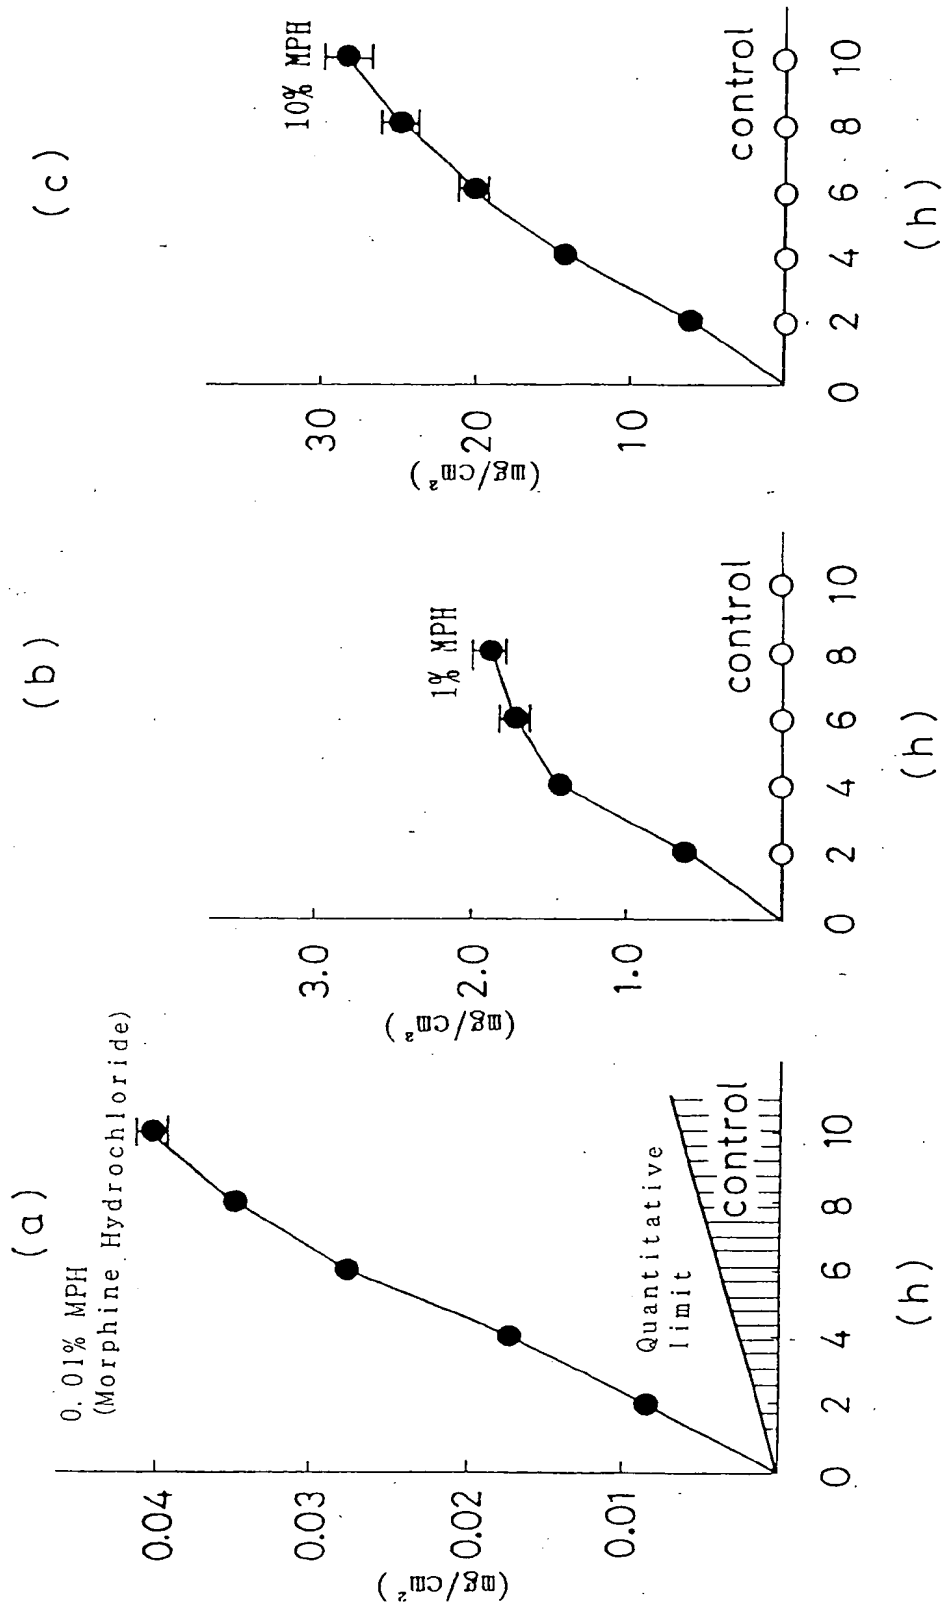 (a)
0.01% MPH
(Morphine Hydrochloride)
(mg/cm²)
0.04
0.03
0.02
0.01
Quantitative
limit
control
0 2 4 6 8 10
(h)
(b)
1% MPH
(mg/cm²)
3.0
2.0
1.0
control
0 2 4 6 8 10
(h)
(c)
10% MPH
(mg/cm²)
30
20
10
control
0 2 4 6 8 10
(h)